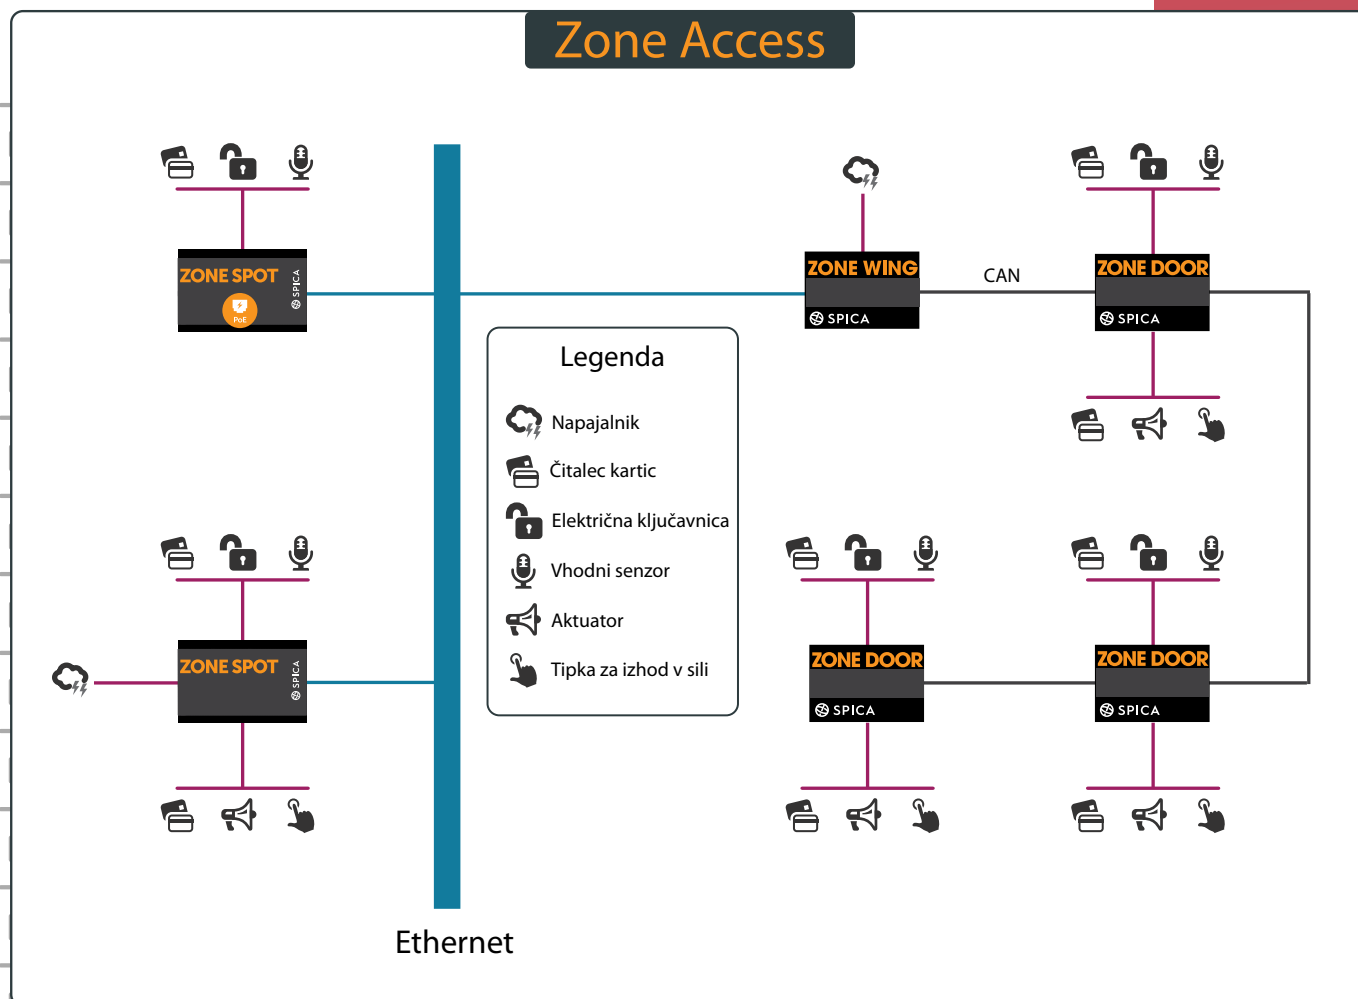 Zone Access
ZONE SPOT
PoE
SPICA
ZONE WING
SPICA
CAN
ZONE DOOR
SPICA
Legenda
Napajalnik
Čitalec kartic
Električna ključavnica
Vhodni senzor
Aktuator
Tipka za izhod v sili
ZONE SPOT
SPICA
ZONE DOOR
SPICA
ZONE DOOR
SPICA
Ethernet